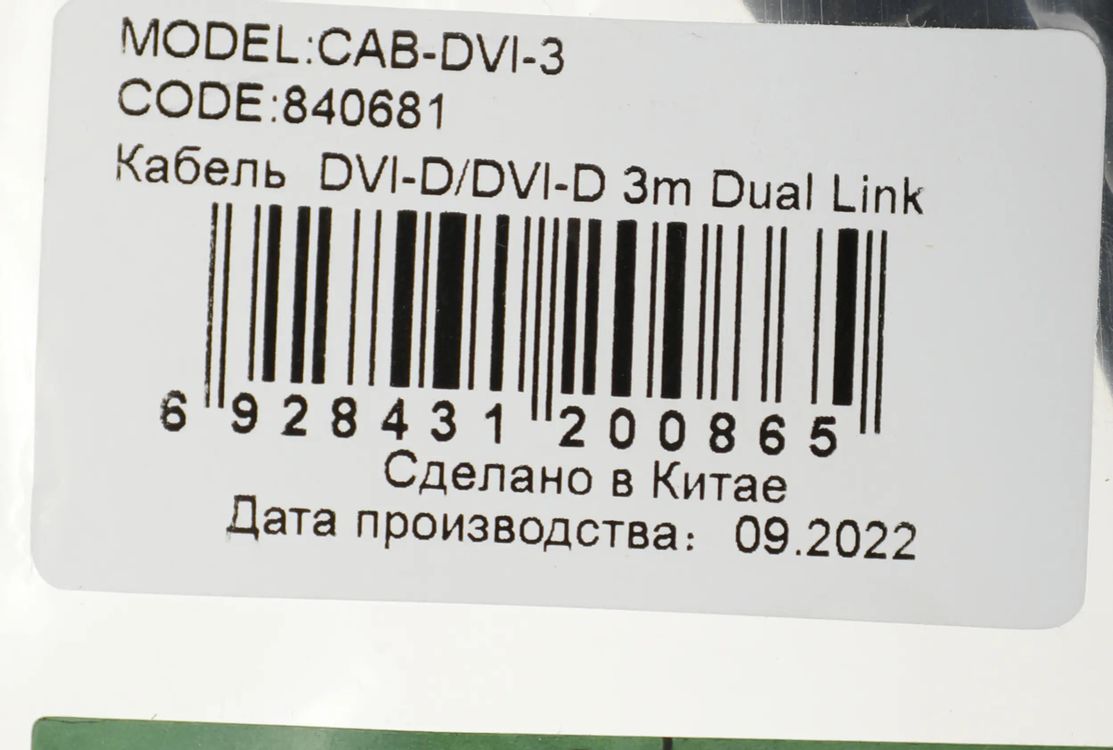 MODEL:CAB-DVI-3
CODE:840681
Кабель DVI-D/DVI-D 3m Dual Link
6 928431 200865
Сделано в Китае
Дата производства: 09.2022